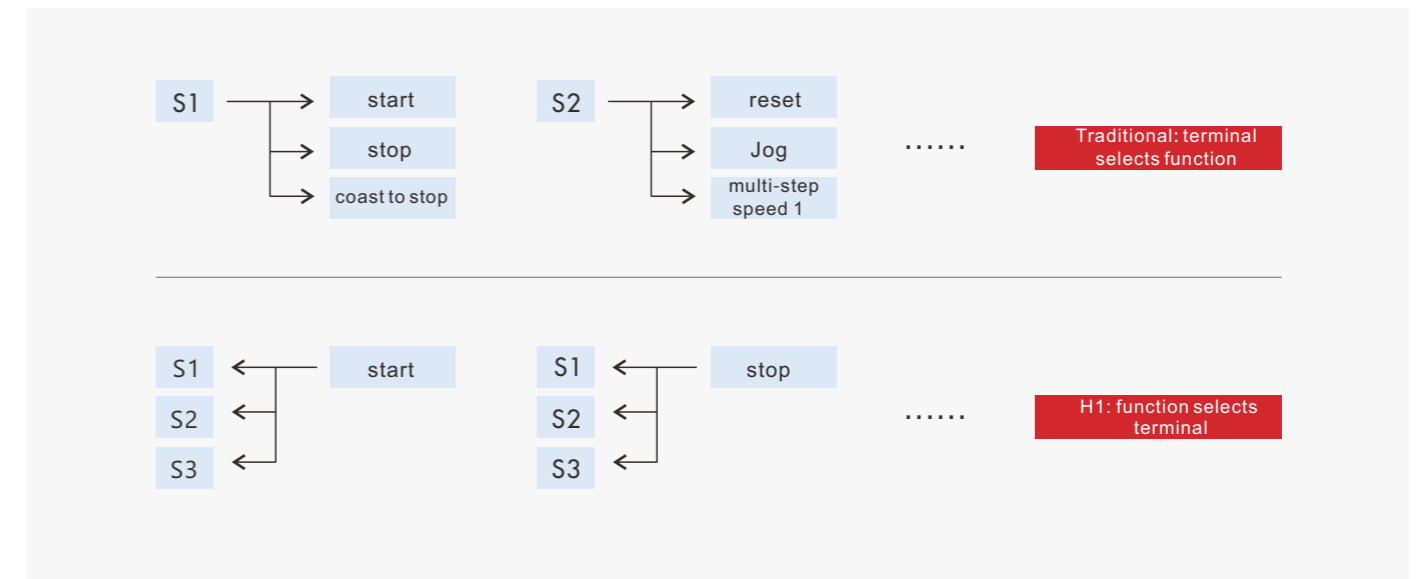 S1
start
stop
coast to stop
S2
reset
Jog
multi-step
speed 1
······
Traditional: terminal
selects function
S1
S2
S3
start
S1
S2
S3
stop
······
H1: function selects
terminal